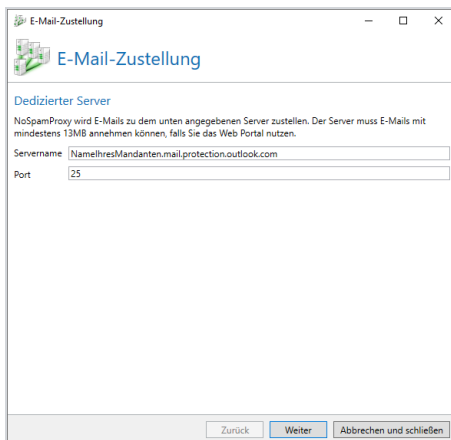 E-Mail-Zustellung
E-Mail-Zustellung
Dedizierter Server
NoSpamProxy wird E-Mails zu dem unten angegebenen Server zustellen. Der Server muss E-Mails mit
mindestens 13MB annehmen können, falls Sie das Web Portal nutzen.
Servername NameIhresMandanten.mail.protection.outlook.com
Port 25
Zurück Weiter Abbrechen und schließen